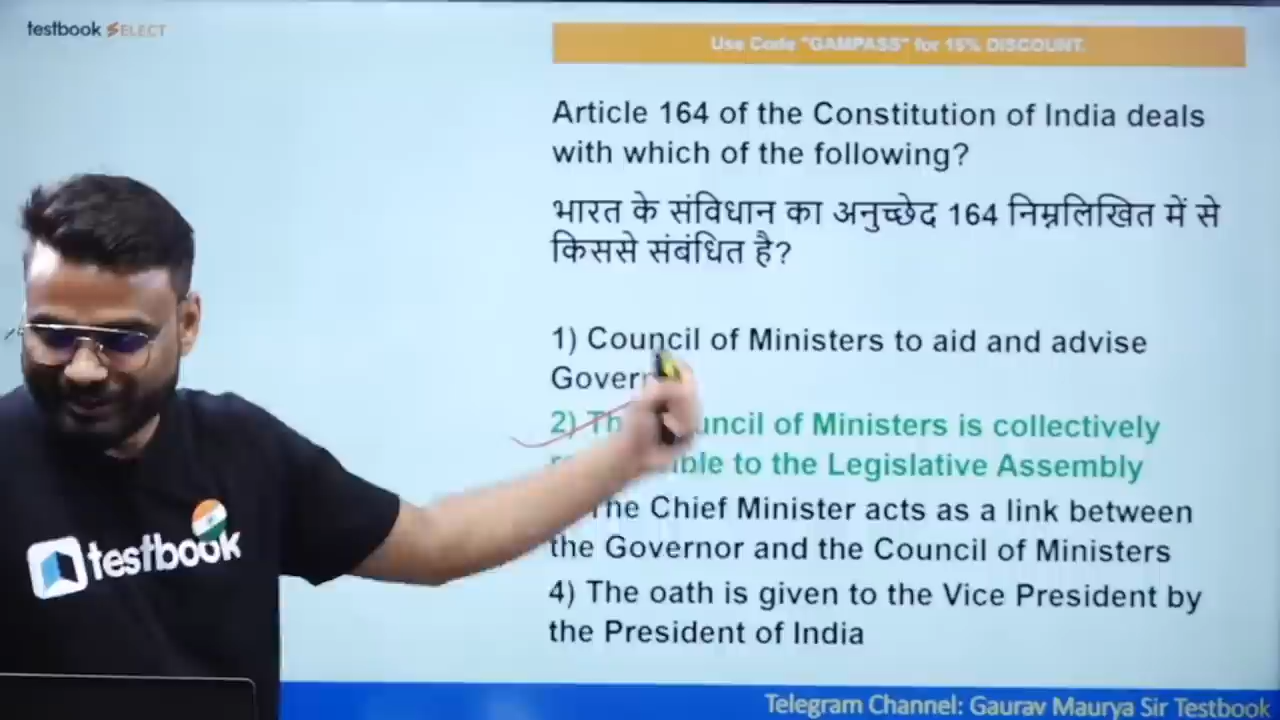 testbook SELECT
Use Code "GAMPASS" for 15% DISCOUNT.
Article 164 of the Constitution of India deals
with which of the following?
भारत के संविधान का अनुच्छेद 164 निम्नलिखित में से
किससे संबंधित है?
1) Council of Ministers to aid and advise
Gover
2) Th uncil of Ministers is collectively
ble to the Legislative Assembly
he Chief Minister acts as a link between
the Governor and the Council of Ministers
4) The oath is given to the Vice President by
the President of India
testbook
Telegram Channel: Gaurav Maurya Sir Testbook